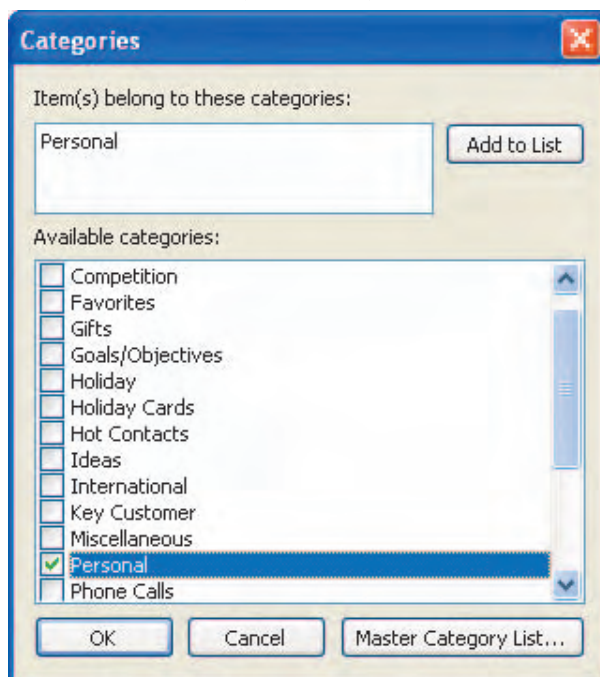 Categories
Item(s) belong to these categories:
Personal
Add to List
Available categories:
Competition
Favorites
Gifts
Goals/Objectives
Holiday
Holiday Cards
Hot Contacts
Ideas
International
Key Customer
Miscellaneous
Personal
Phone Calls
OK Cancel Master Category List...